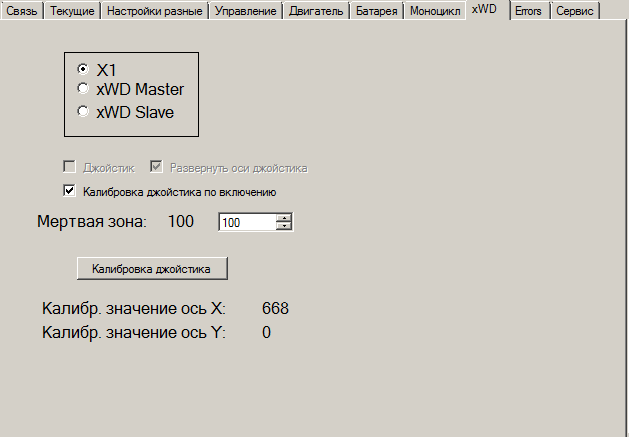 Связь Текущие Настройки разные Управление Двигатель Батарея Моноцикл xWD Errors Сервис
X1
xWD Master
xWD Slave
Джойстик Развернуть оси джойстика
Калибровка джойстика по включению
Мертвая зона: 100 100
Калибровка джойстика
Калибр. значение ось X: 668
Калибр. значение ось Y: 0